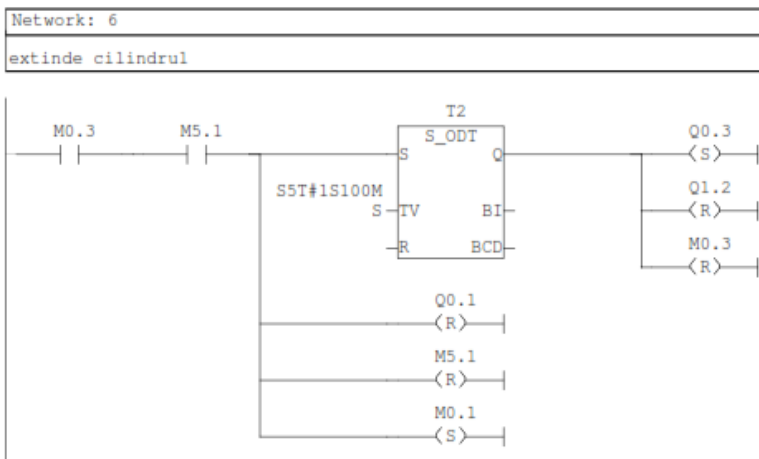 Network: 6
extinde cilindrul
T2
M0.3 M5.1 S_ODT Q0.3
S Q (S)
S5T#1S100M Q1.2
S TV BI (R)
M0.3
R BCD (R)
Q0.1
(R)
M5.1
(R)
M0.1
(S)